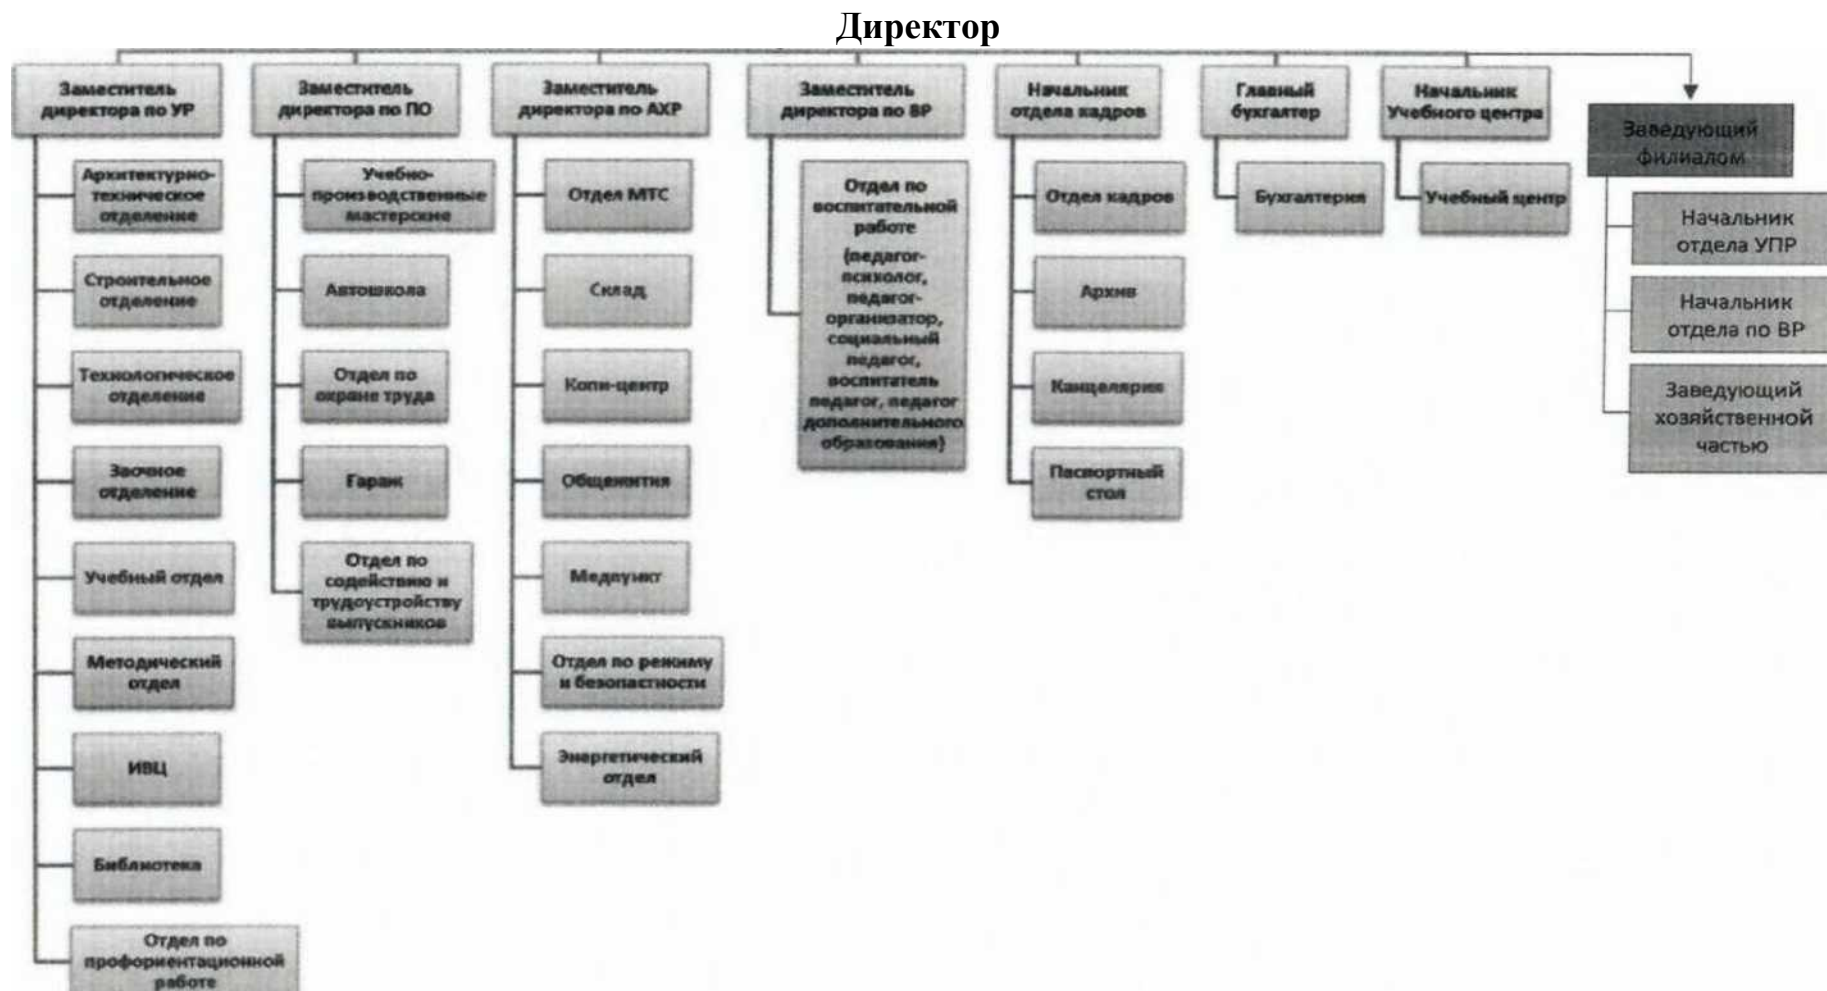 Директор
Заместитель
директора по УР
Архитектурно-
техническое
отделение
Строительное
отделение
Технологическое
отделение
Заочное
отделение
Учебный отдел
Методический
отдел
ИВЦ
Библиотека
Отдел по
профориентационной
работе
Заместитель
директора по ПО
Учебно-
производственные
мастерские
Автошкола
Отдел по
охране труда
Гараж
Отдел по
содействию и
трудоустройству
выпускников
Заместитель
директора по АХР
Отдел МТС
Склад
Копи-центр
Общежития
Медпункт
Отдел по режиму
и безопастности
Энергетический
отдел
Заместитель
директора по ВР
Отдел по
воспитательной
работе
(педагог-
психолог,
педагог-
организатор,
социальный
педагог,
воспитатель
педагог, педагог
дополнительного
образования)
Начальник
отдела кадров
Отдел кадров
Архив
Канцелярия
Паспортный
стол
Главный
бухгалтер
Бухгалтерия
Начальник
Учебного центра
Учебный центр
Заведующий
филиалом
Начальник
отдела УПР
Начальник
отдела по ВР
Заведующий
хозяйственной
частью